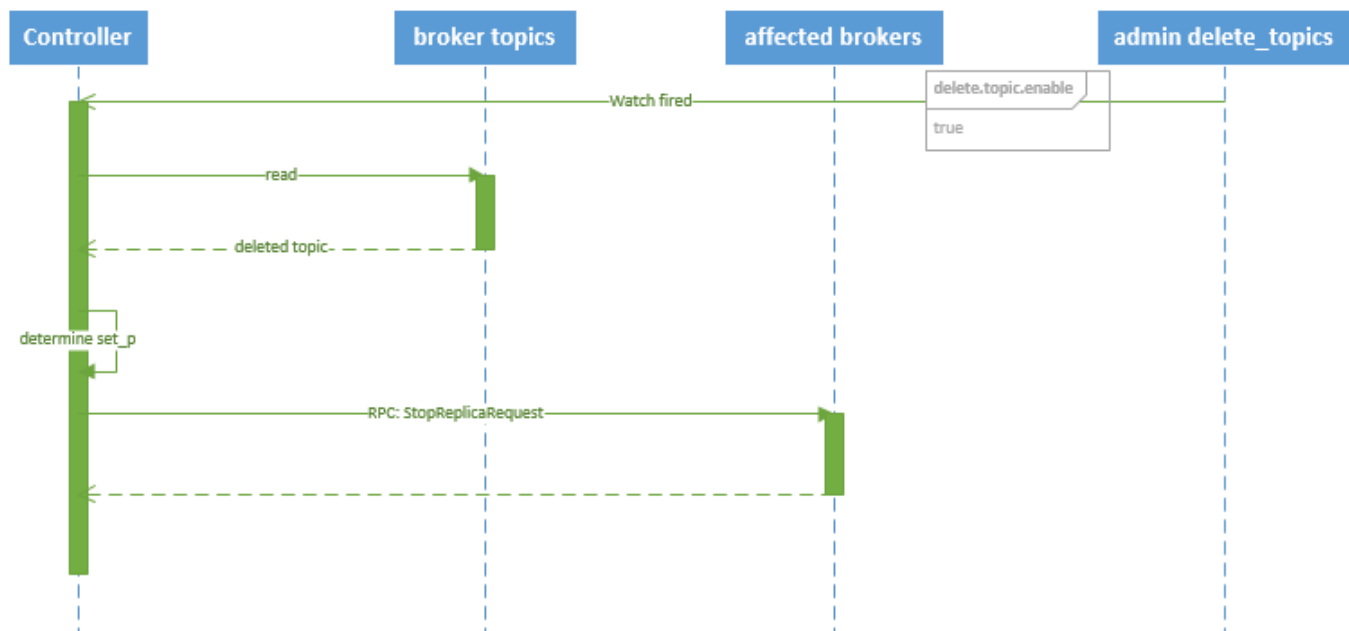 Controller
broker topics
affected brokers
admin delete_topics
delete.topic.enable
Watch fired
true
read
deleted topic
determine set_p
RPC: StopReplicaRequest